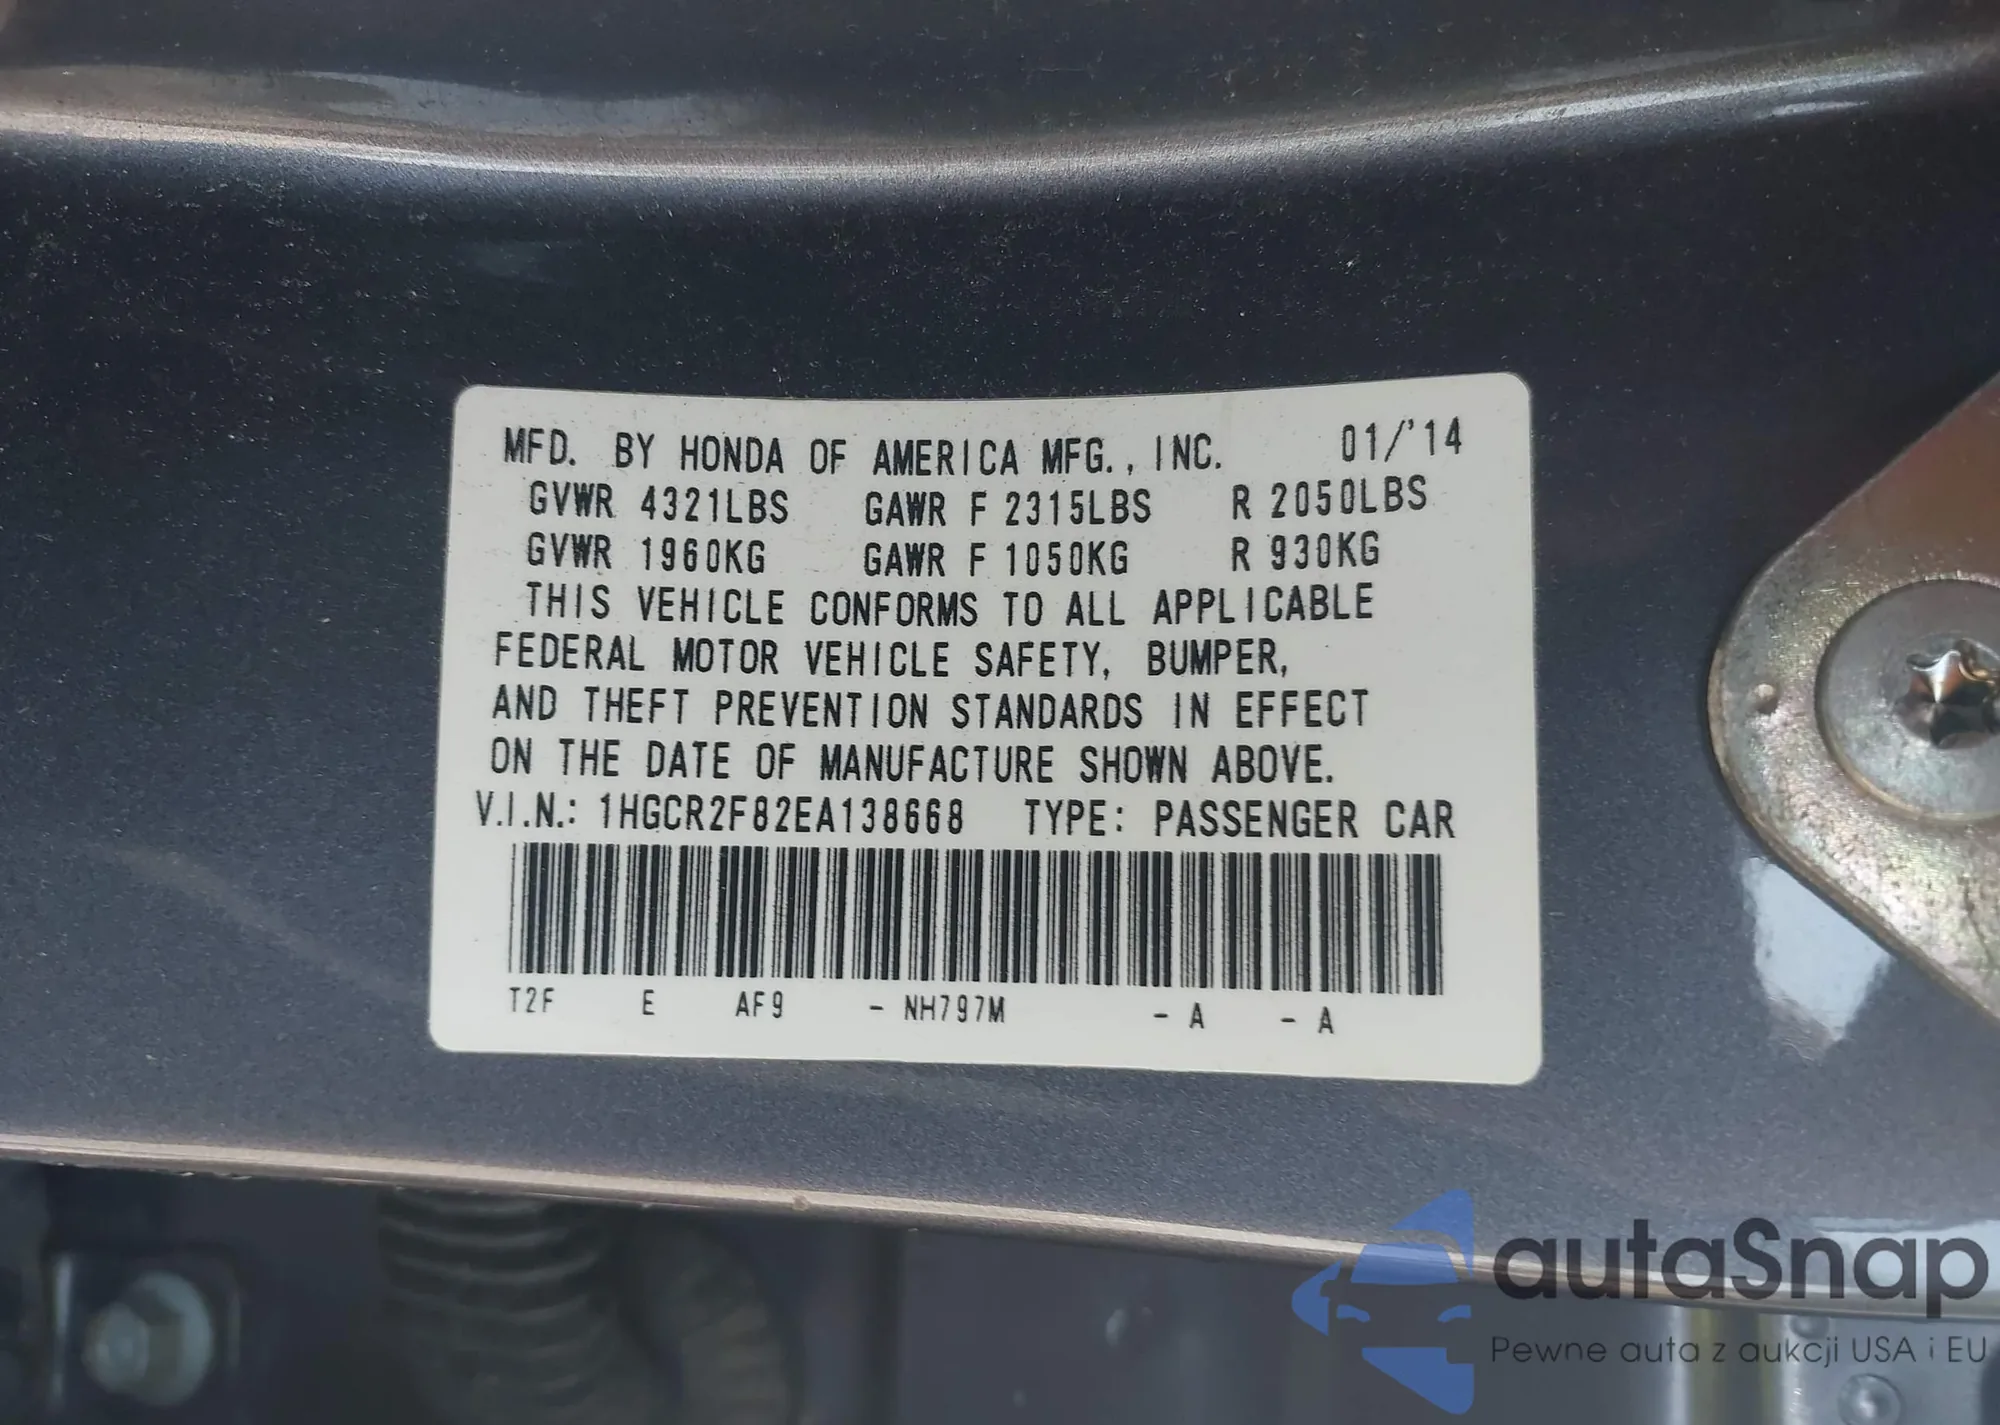 MFD. BY HONDA OF AMERICA MFG., INC. 01/'14
GVWR 4321LBS GAWR F 2315LBS R 2050LBS
GVWR 1960KG GAWR F 1050KG R 930KG
THIS VEHICLE CONFORMS TO ALL APPLICABLE
FEDERAL MOTOR VEHICLE SAFETY, BUMPER,
AND THEFT PREVENTION STANDARDS IN EFFECT
ON THE DATE OF MANUFACTURE SHOWN ABOVE.
V.I.N.: 1HGCR2F82EA138668 TYPE: PASSENGER CAR
T2F E AF9 - NH797M - A - A
autaSnap
Pewne auta z aukcji USA i EU